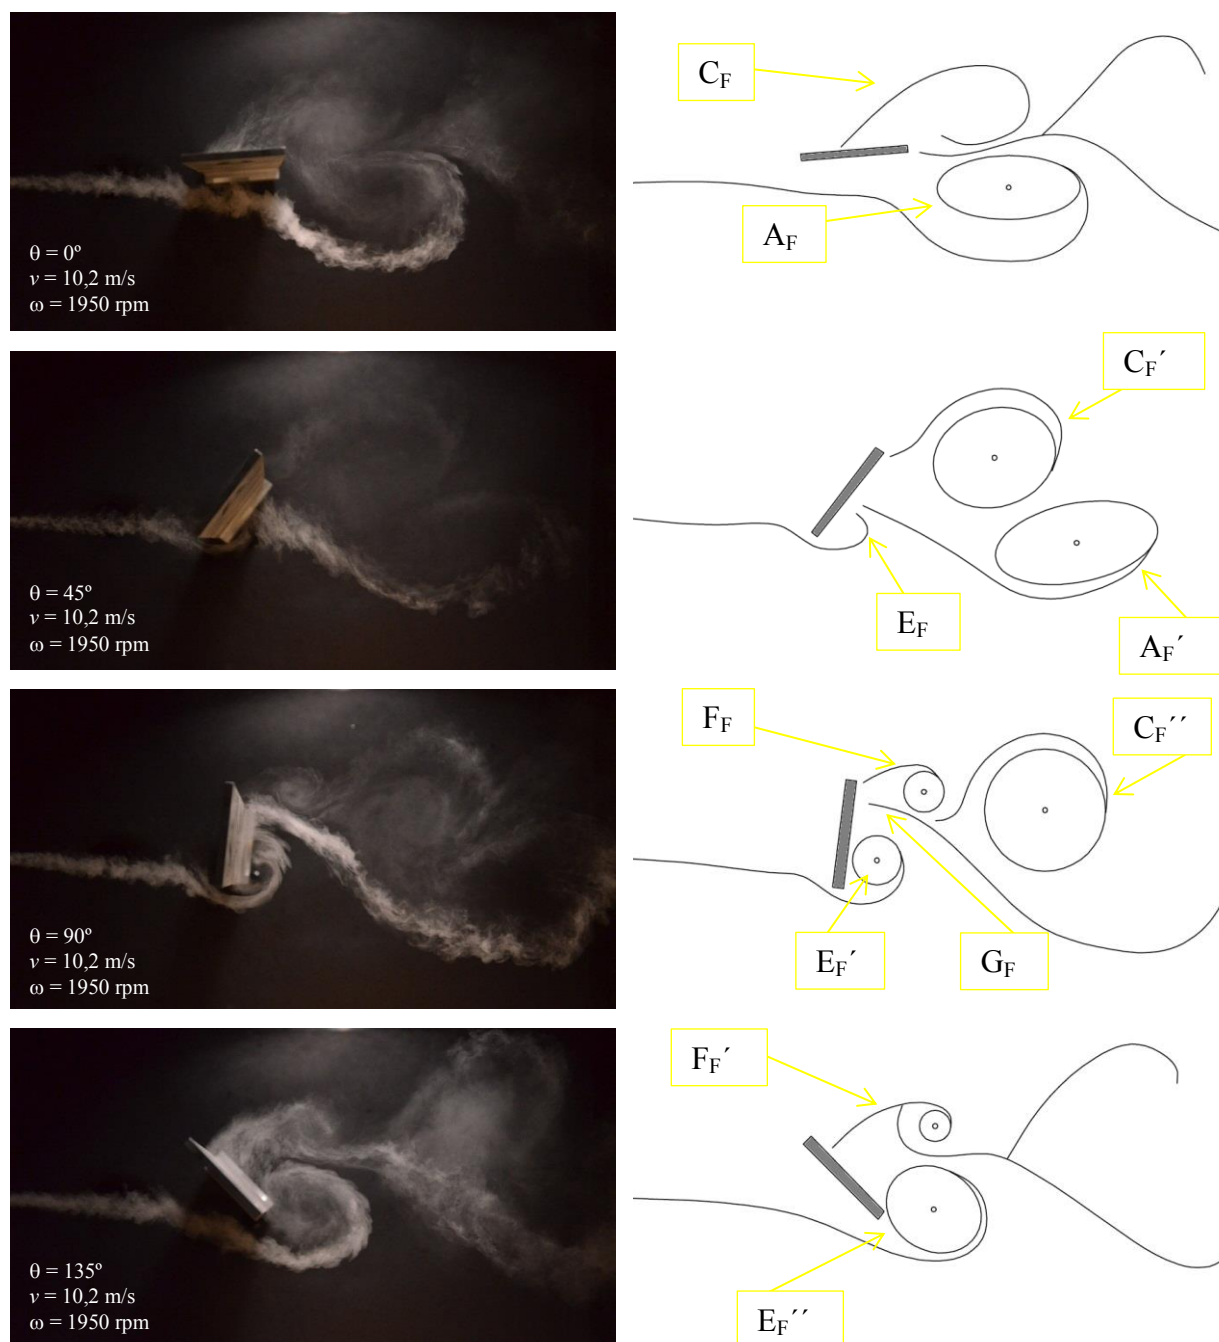 θ = 0º
v = 10,2 m/s
ω = 1950 rpm
C_F
A_F
θ = 45º
v = 10,2 m/s
ω = 1950 rpm
C_F´
E_F
A_F´
θ = 90º
v = 10,2 m/s
ω = 1950 rpm
F_F
C_F´´
E_F´
G_F
θ = 135º
v = 10,2 m/s
ω = 1950 rpm
F_F´
E_F´´